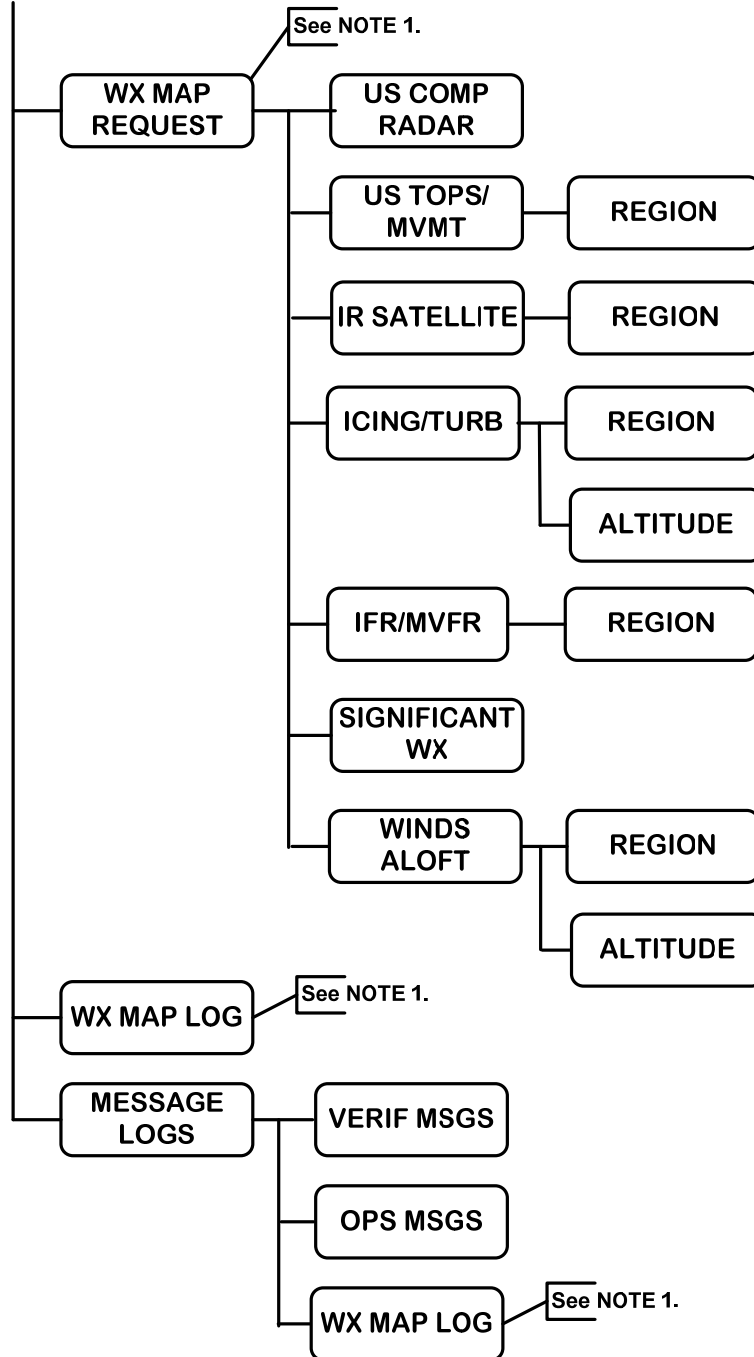 See NOTE 1.
WX MAP
REQUEST
US COMP
RADAR
US TOPS/
MVMT
REGION
IR SATELLITE
REGION
ICING/TURB
REGION
ALTITUDE
IFR/MVFR
REGION
SIGNIFICANT
WX
WINDS
ALOFT
REGION
ALTITUDE
WX MAP LOG
See NOTE 1.
MESSAGE
LOGS
VERIF MSGS
OPS MSGS
WX MAP LOG
See NOTE 1.